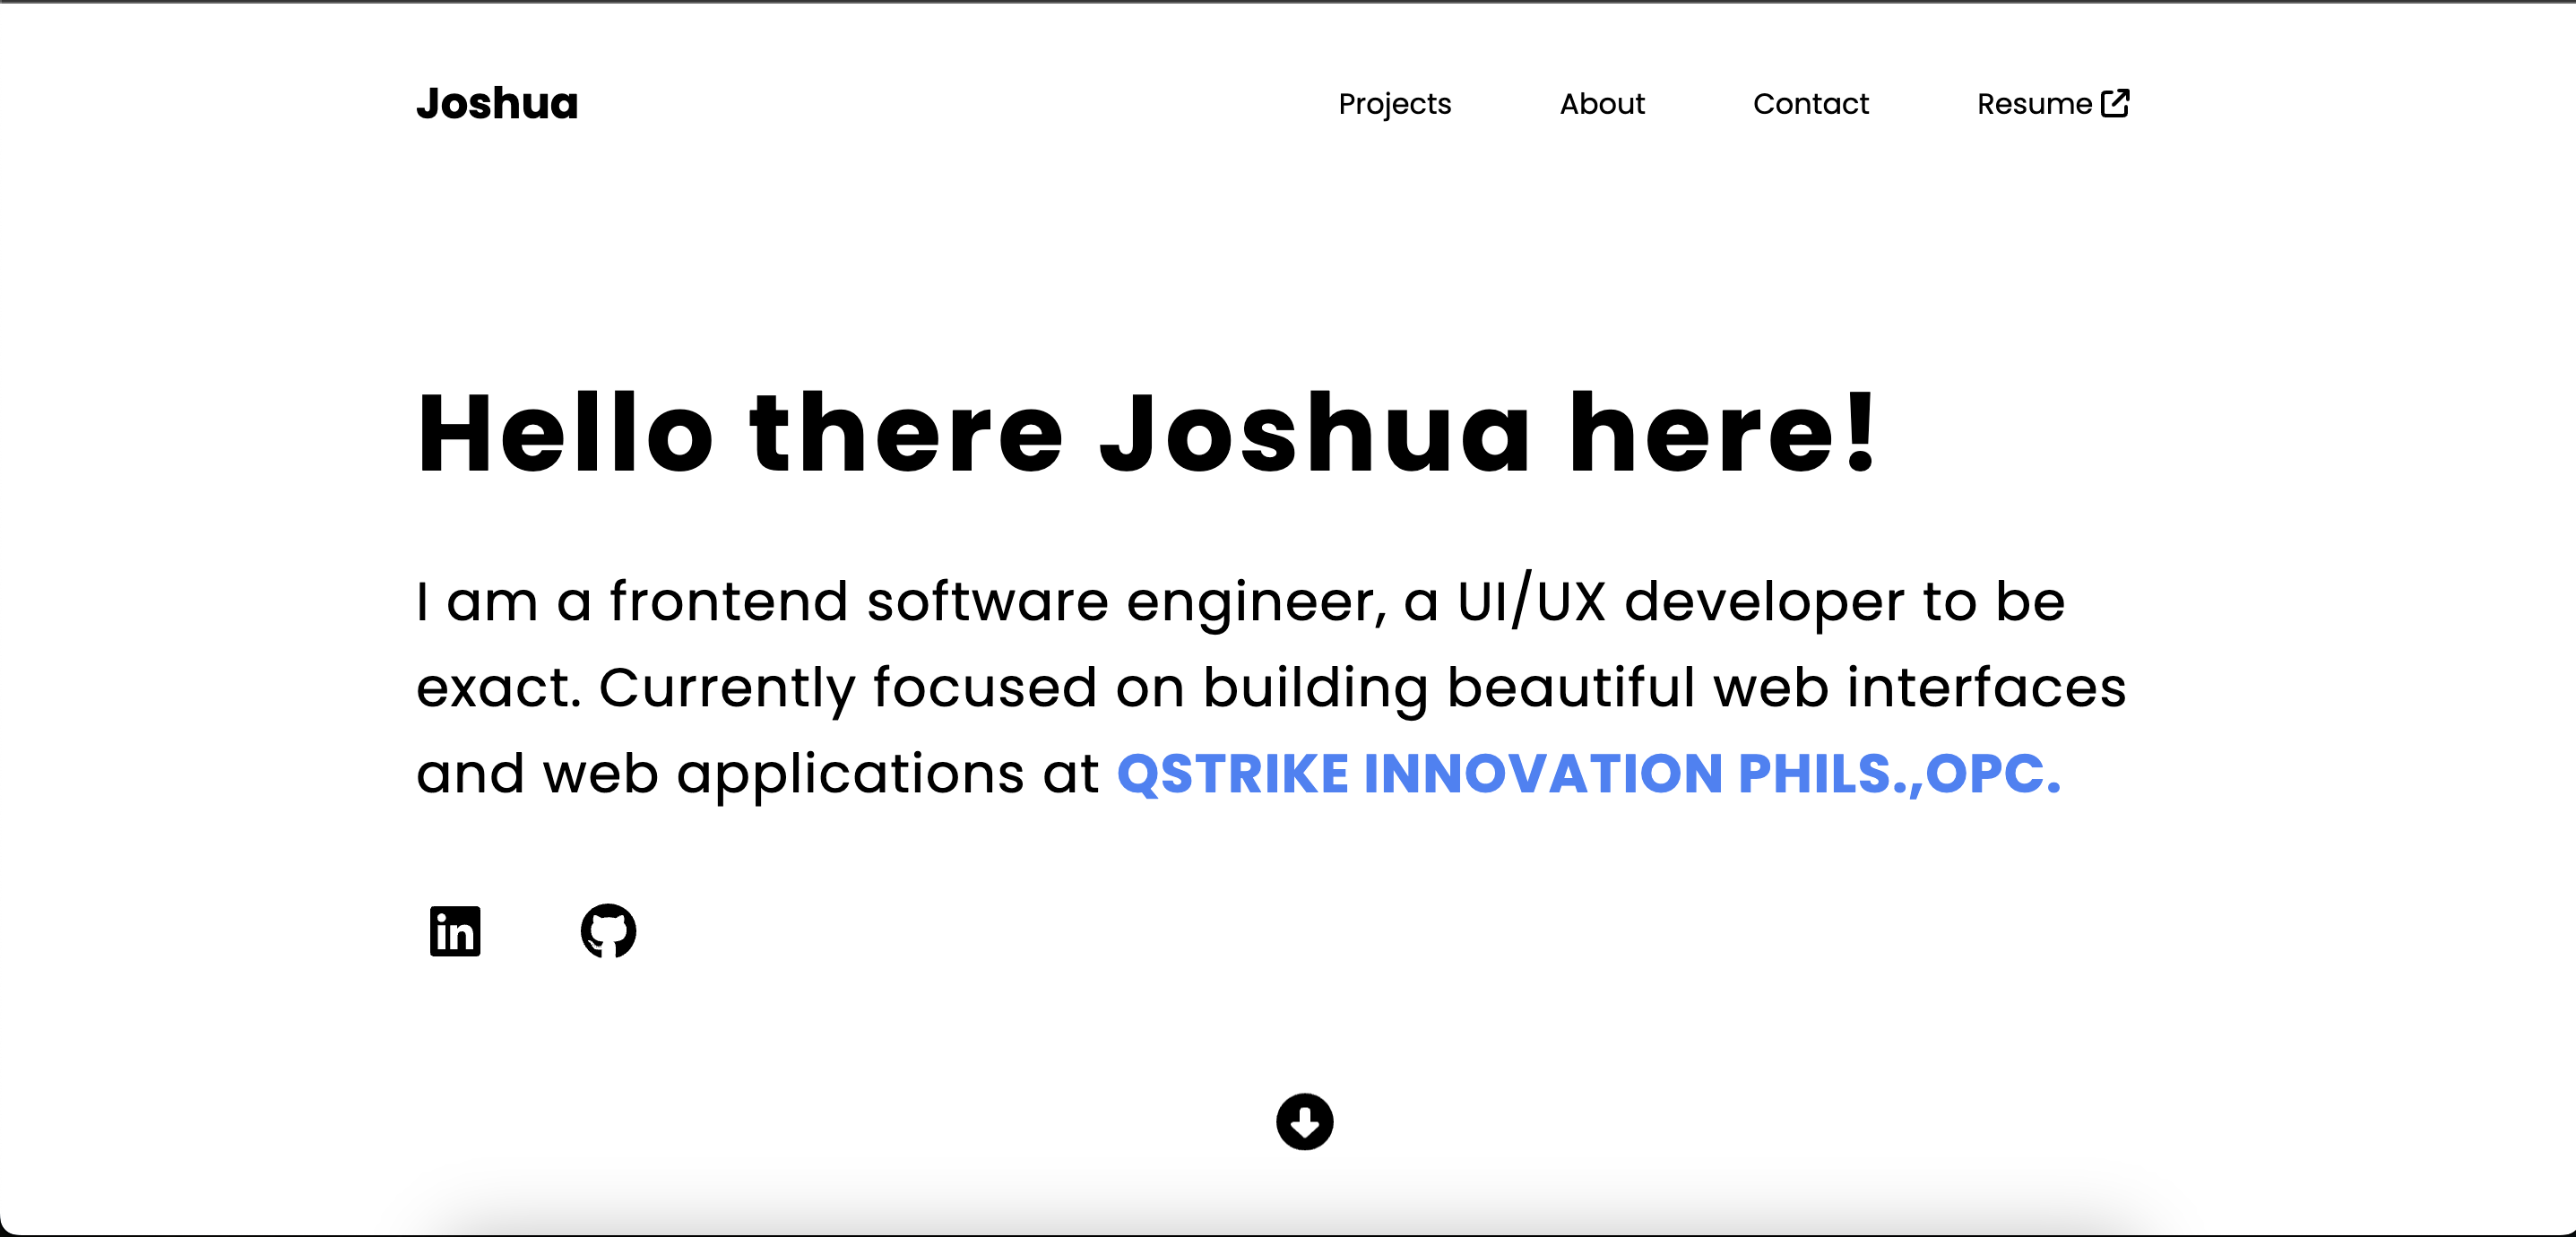 Joshua
Projects
About
Contact
Resume
Hello there Joshua here!
I am a frontend software engineer, a UI/UX developer to be
exact. Currently focused on building beautiful web interfaces
and web applications at QSTRIKE INNOVATION PHILS.,OPC.
in